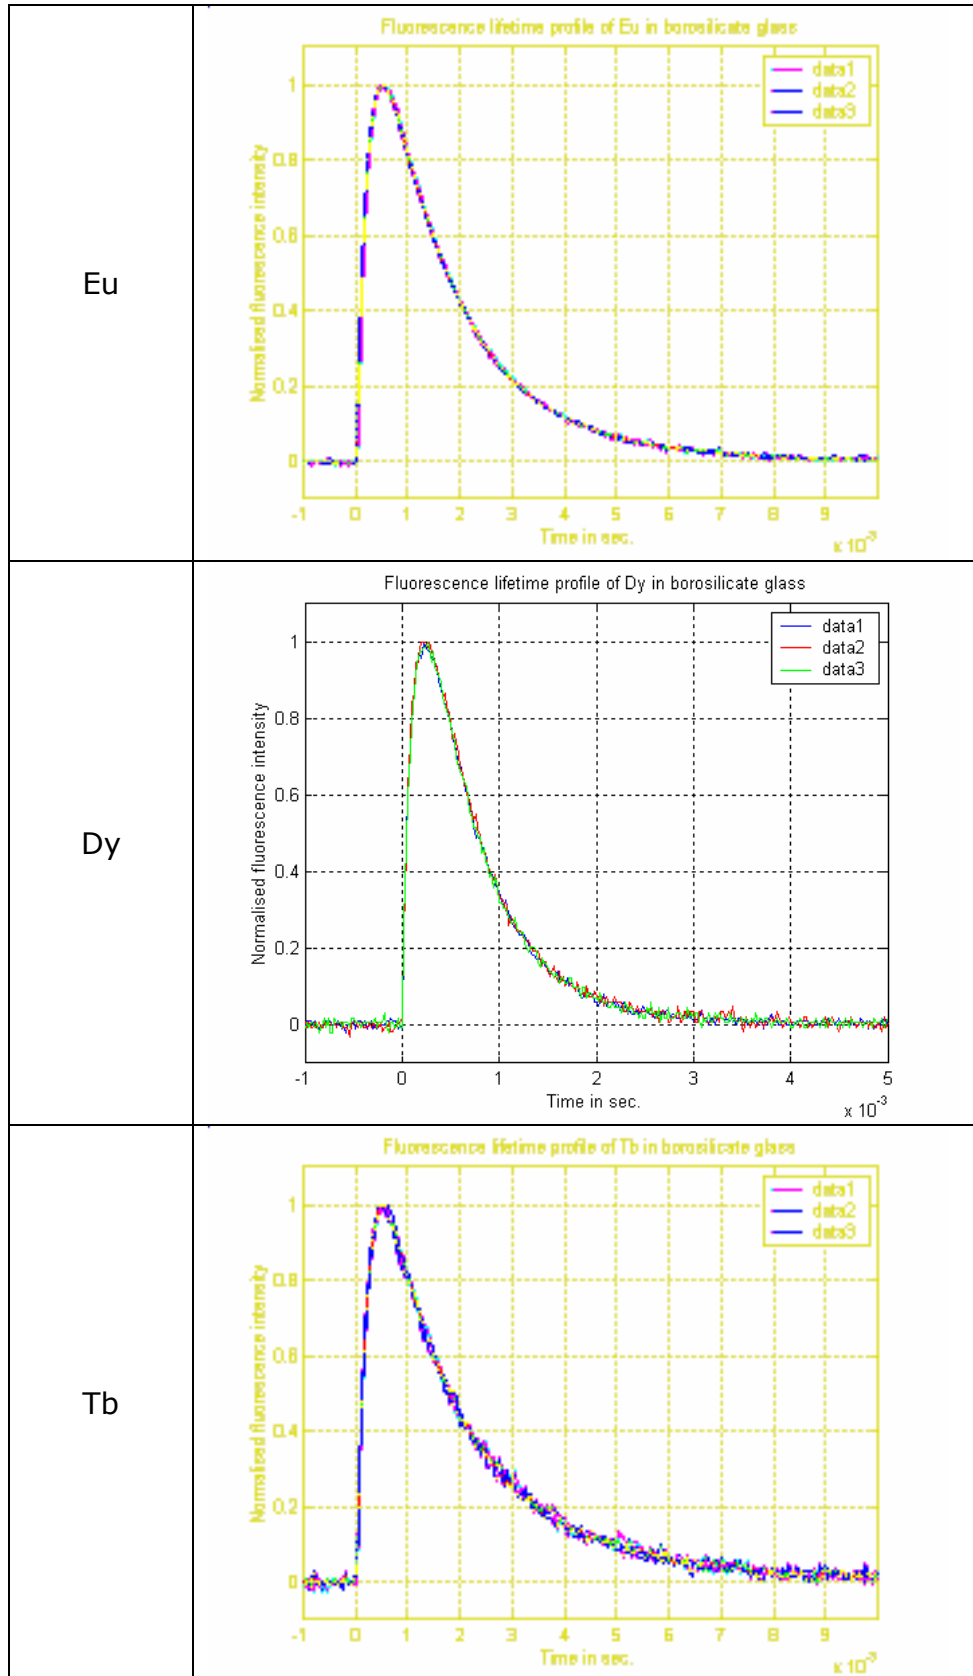 Eu
Fluorescence lifetime profile of Eu in borosilicate glass
data1
data2
data3
Normalised fluorescence intensity
1
0.8
0.6
0.4
0.2
0
-1 0 1 2 3 4 5 6 7 8 9
Time in sec.
x 10-3
Dy
Fluorescence lifetime profile of Dy in borosilicate glass
data1
data2
data3
Normalised fluorescence intensity
1
0.8
0.6
0.4
0.2
0
-1 0 1 2 3 4 5
Time in sec.
x 10-3
Tb
Fluorescence lifetime profile of Tb in borosilicate glass
data1
data2
data3
Normalised fluorescence intensity
1
0.8
0.6
0.4
0.2
0
-1 0 1 2 3 4 5 6 7 8 9
Time in sec.
x 10-3